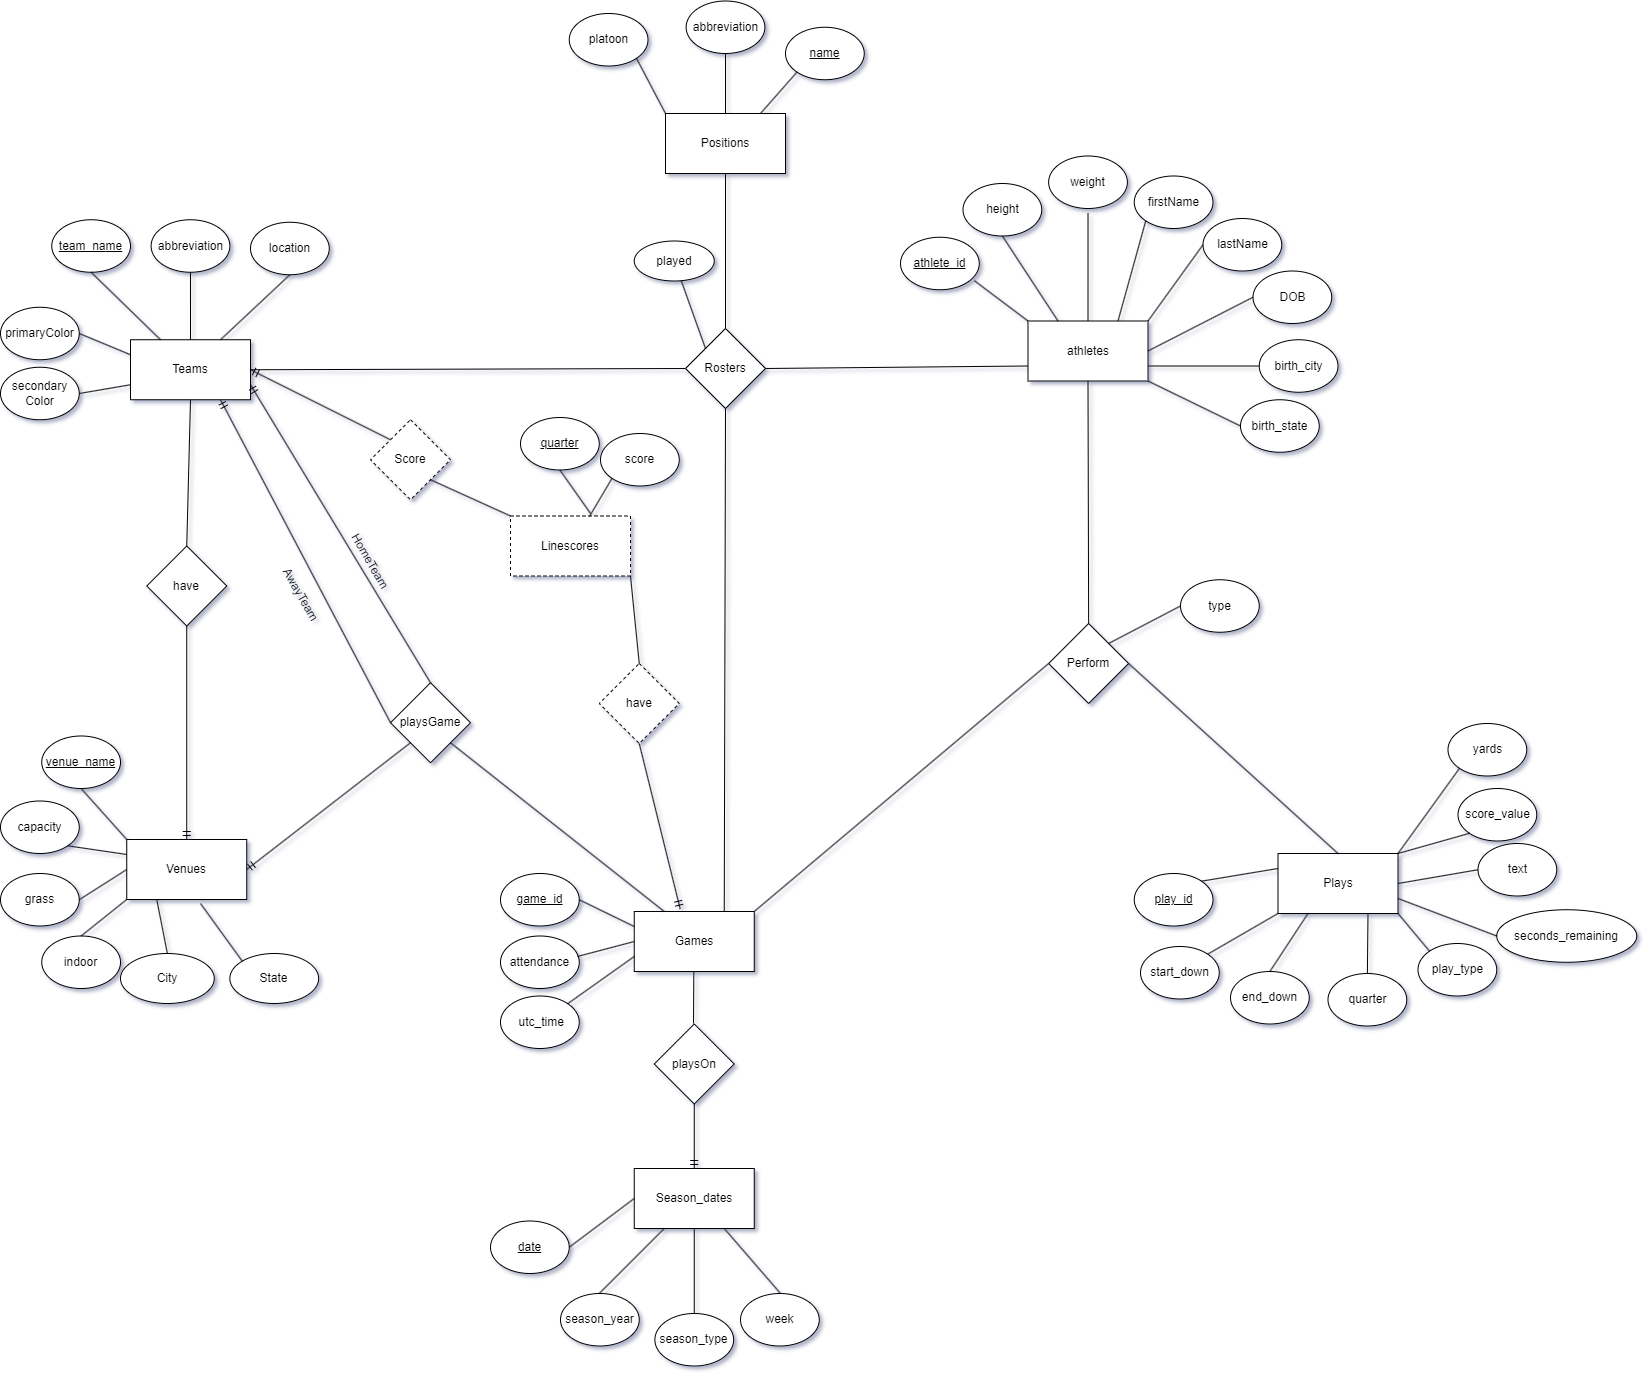 platoon
abbreviation
name
Positions
weight
firstName
height
lastName
team_name
abbreviation
location
played
athlete_id
DOB
primaryColor
Teams
Rosters
athletes
birth_city
secondary
Color
birth_state
Score
quarter
score
Linescores
HomeTeam
AwayTeam
have
type
Perform
have
playsGame
venue_name
yards
capacity
score_value
Venues
text
Plays
grass
game_id
play_id
Games
seconds_remaining
indoor
City
State
attendance
start_down
play_type
end_down
quarter
utc_time
playsOn
Season_dates
date
season_year
season_type
week